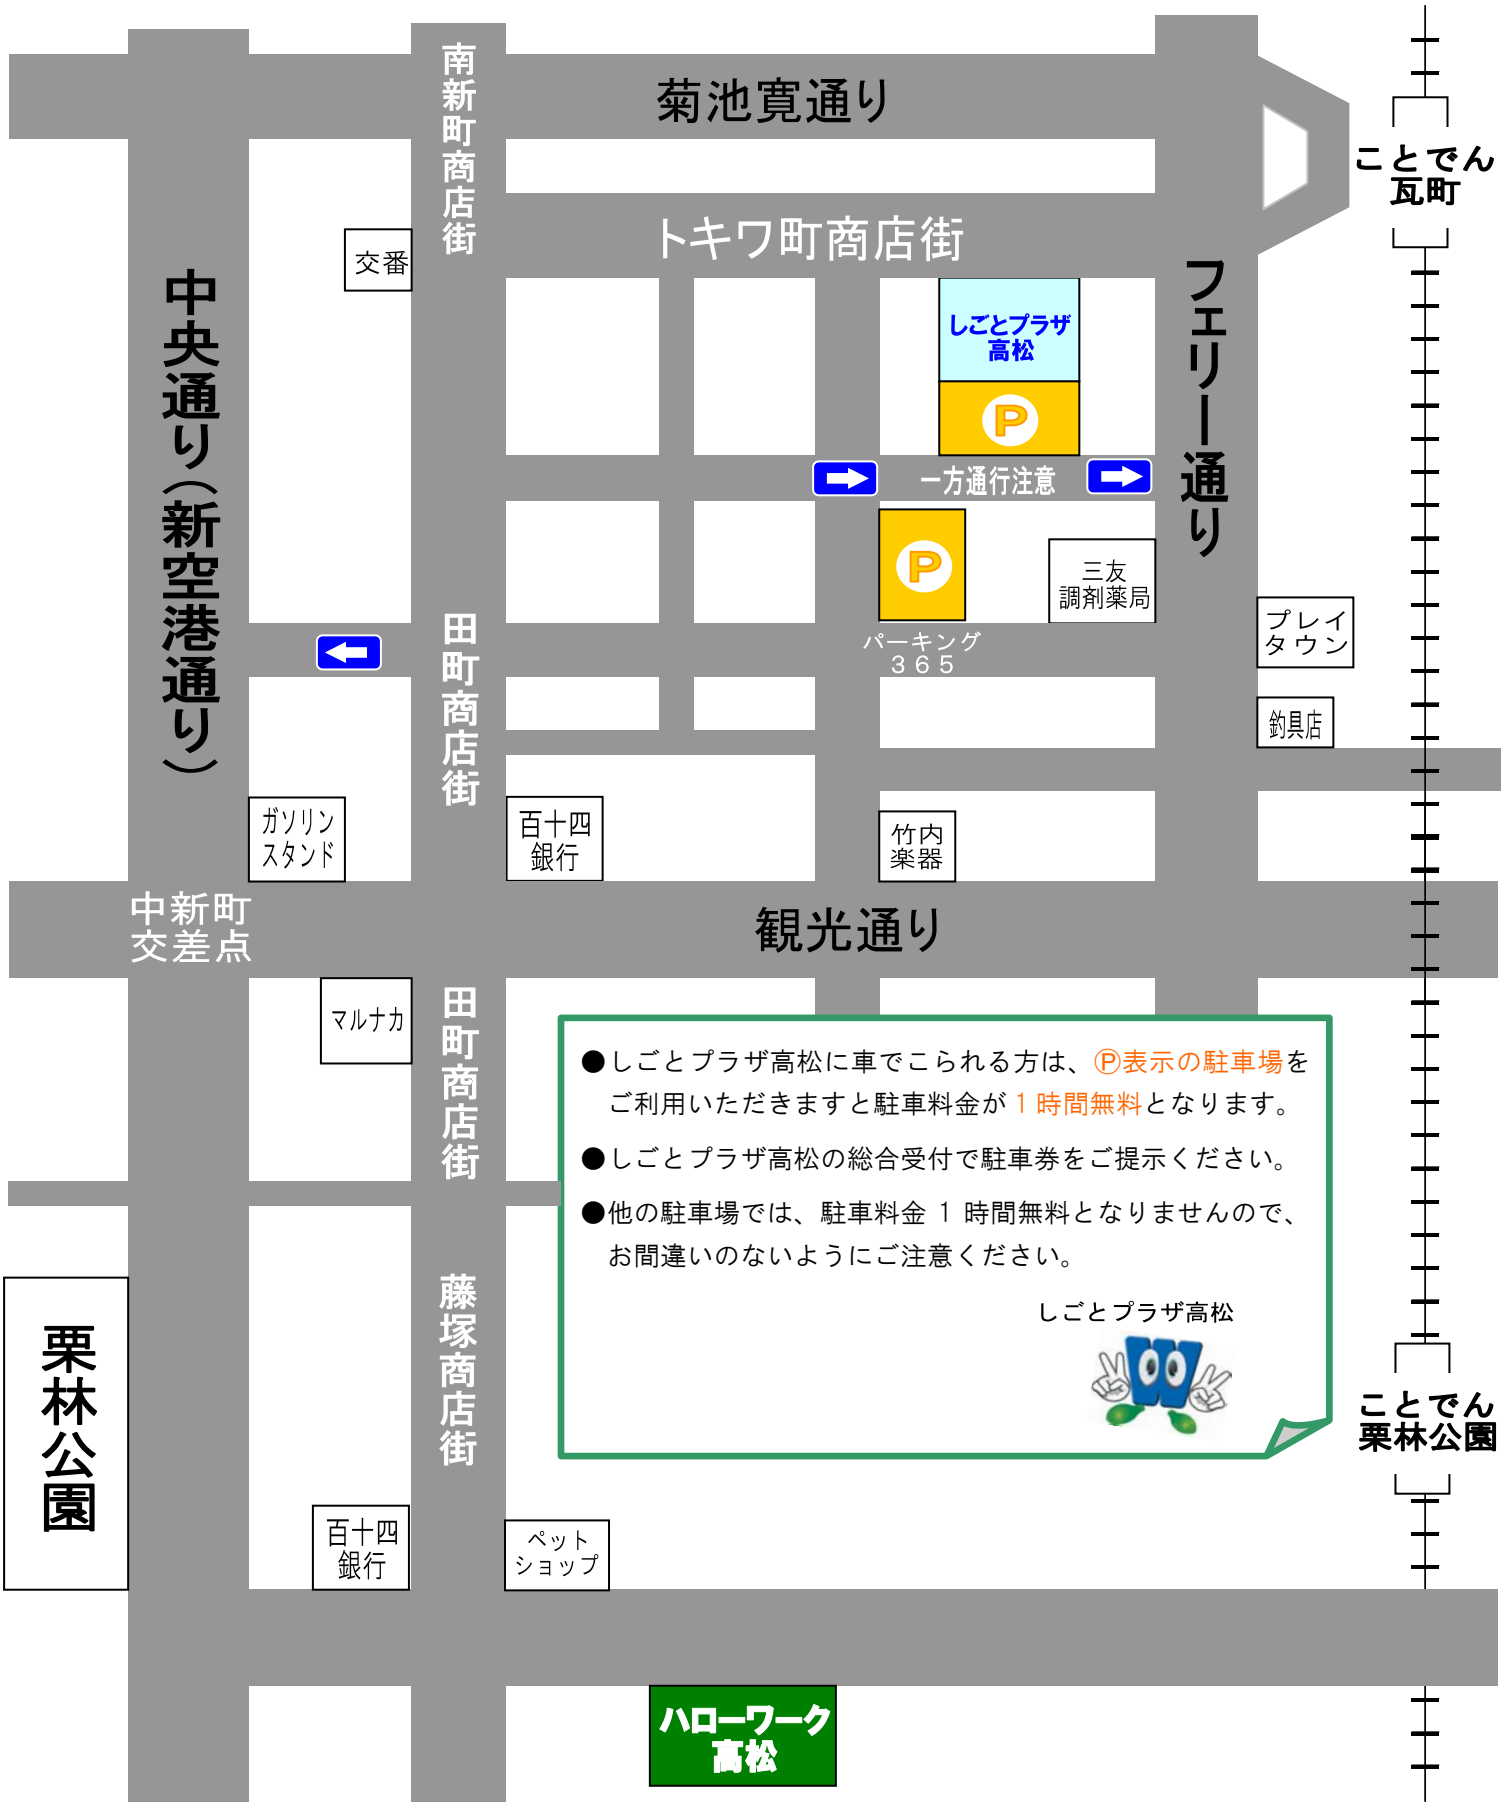 南新町商店街
菊池寛通り
ことでん
瓦町
トキワ町商店街
交番
中央通り(新空港通り)
フェリー通り
しごとプラザ
高松
P
一方通行注意
P
三友
調剤薬局
パーキング
365
プレイ
タウン
釣具店
田町商店街
ガソリン
スタンド
百十四
銀行
竹内
楽器
中新町
交差点
観光通り
マルナカ
田町商店街
●しごとプラザ高松に車でこられる方は、Ⓟ表示の駐車場を
ご利用いただきますと駐車料金が1時間無料となります。
●しごとプラザ高松の総合受付で駐車券をご提示ください。
●他の駐車場では、駐車料金 1 時間無料となりませんので、
お間違いのないようにご注意ください。
しごとプラザ高松
藤塚商店街
栗林公園
ことでん
栗林公園
百十四
銀行
ペット
ショップ
ハローワーク
高松